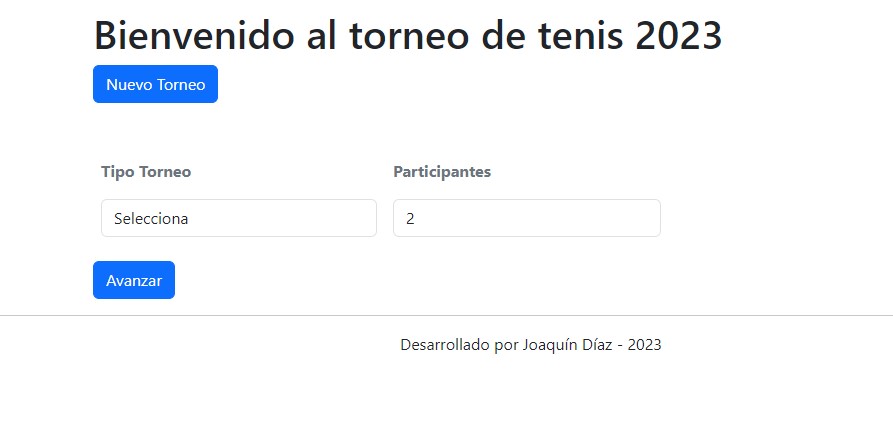 Bienvenido al torneo de tenis 2023
Nuevo Torneo
Tipo Torneo
Participantes
Selecciona
2
Avanzar
Desarrollado por Joaquín Díaz - 2023